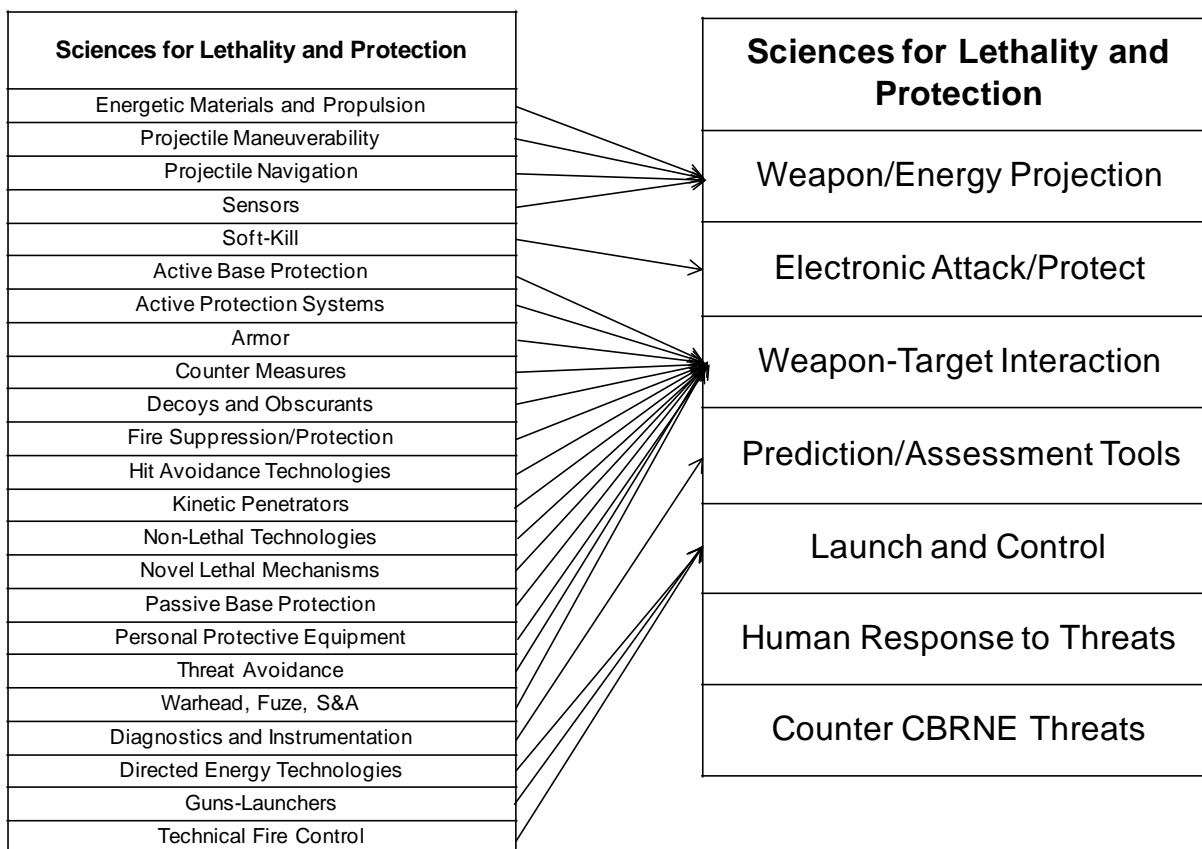 Sciences for Lethality and Protection
Energetic Materials and Propulsion
Projectile Maneuverability
Projectile Navigation
Sensors
Soft-Kill
Active Base Protection
Active Protection Systems
Armor
Counter Measures
Decoys and Obscurants
Fire Suppression/Protection
Hit Avoidance Technologies
Kinetic Penetrators
Non-Lethal Technologies
Novel Lethal Mechanisms
Passive Base Protection
Personal Protective Equipment
Threat Avoidance
Warhead, Fuze, S&A
Diagnostics and Instrumentation
Directed Energy Technologies
Guns-Launchers
Technical Fire Control
Sciences for Lethality and
Protection
Weapon/Energy Projection
Electronic Attack/Protect
Weapon-Target Interaction
Prediction/Assessment Tools
Launch and Control
Human Response to Threats
Counter CBRNE Threats